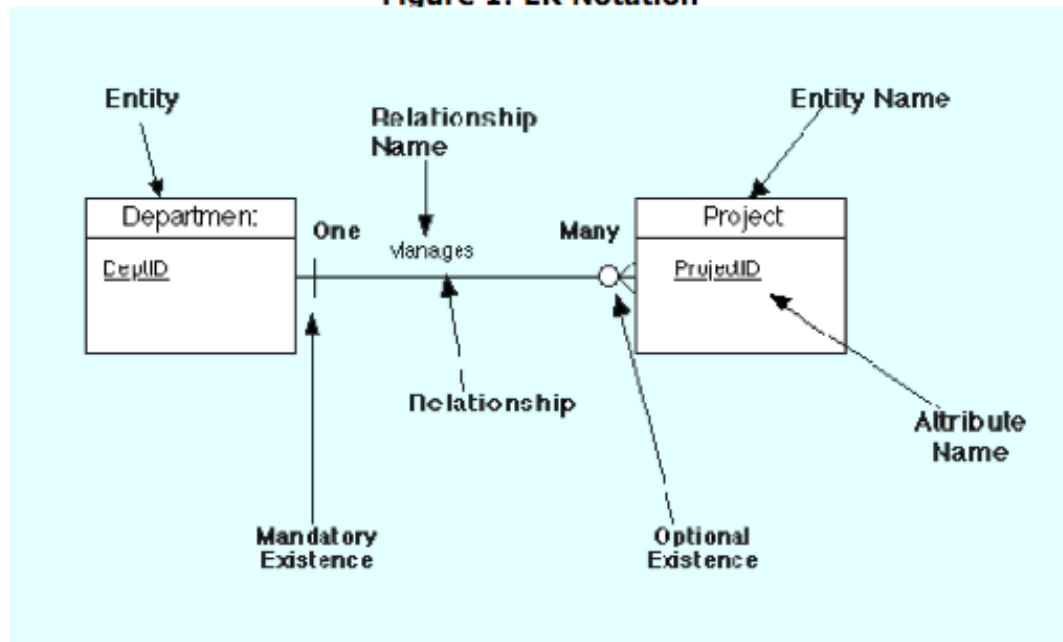 Figure 1: ER Notation
Entity
Relationship
Name
Entity Name
Department
One
Manages
Many
Project
DeptID
ProjectID
Relationship
Attribute
Name
Mandatory
Existence
Optional
Existence